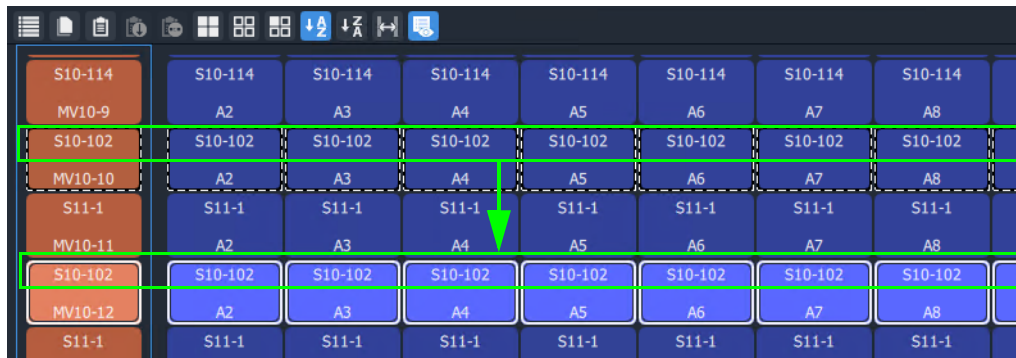 A Z
Z A
S10-114 S10-114 S10-114 S10-114 S10-114 S10-114 S10-114 S10-114
MV10-9 A2 A3 A4 A5 A6 A7 A8
S10-102 S10-102 S10-102 S10-102 S10-102 S10-102 S10-102 S10-102
MV10-10 A2 A3 A4 A5 A6 A7 A8
S11-1 S11-1 S11-1 S11-1 S11-1 S11-1 S11-1 S11-1
MV10-11 A2 A3 A4 A5 A6 A7 A8
S10-102 S10-102 S10-102 S10-102 S10-102 S10-102 S10-102 S10-102
MV10-12 A2 A3 A4 A5 A6 A7 A8
S11-1 S11-1 S11-1 S11-1 S11-1 S11-1 S11-1 S11-1